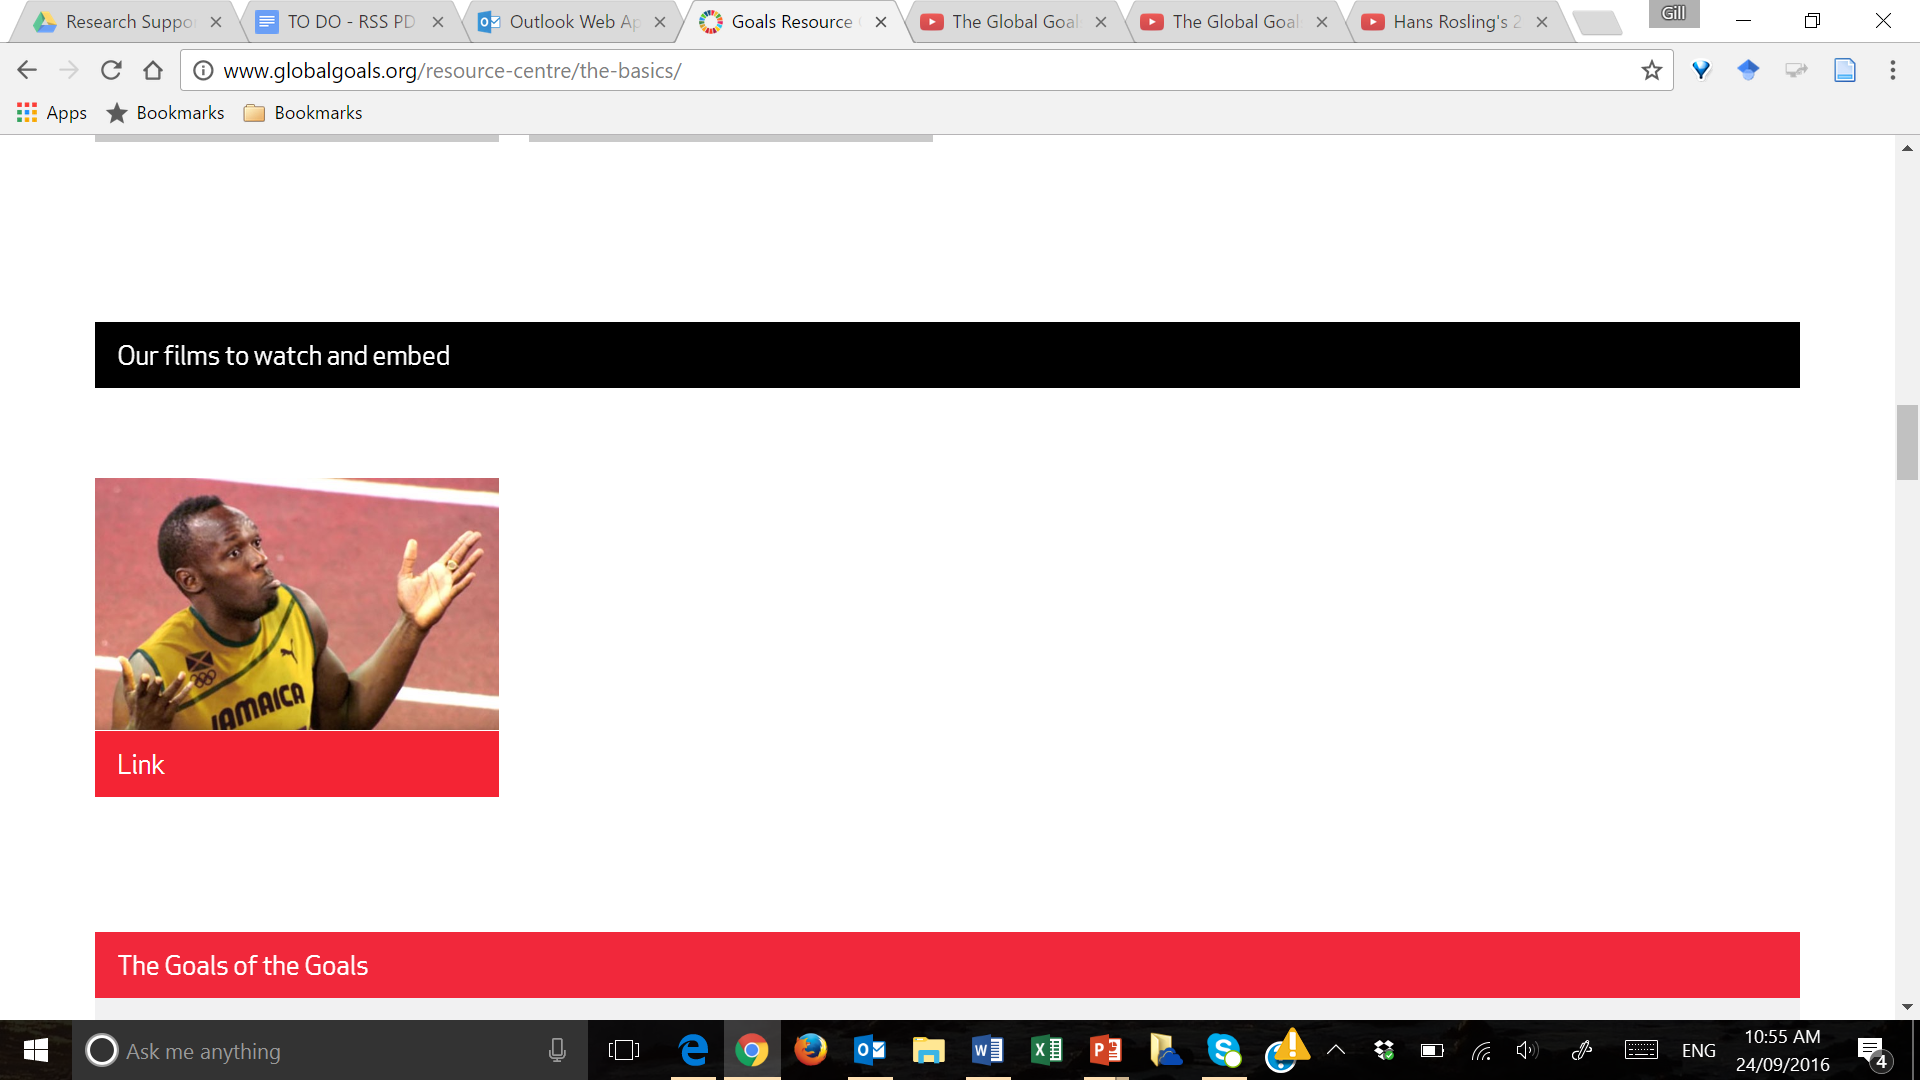 Research Suppo
TO DO - RSS PD
Outlook Web Ap
Goals Resource
The Global Goal
The Global Goal
Hans Rosling's 2
Gill
www.globalgoals.org/resource-centre/the-basics/
Apps
Bookmarks
Bookmarks
Our films to watch and embed
JAMAICA
Link
The Goals of the Goals
Ask me anything
ENG
10:55 AM
24/09/2016
4